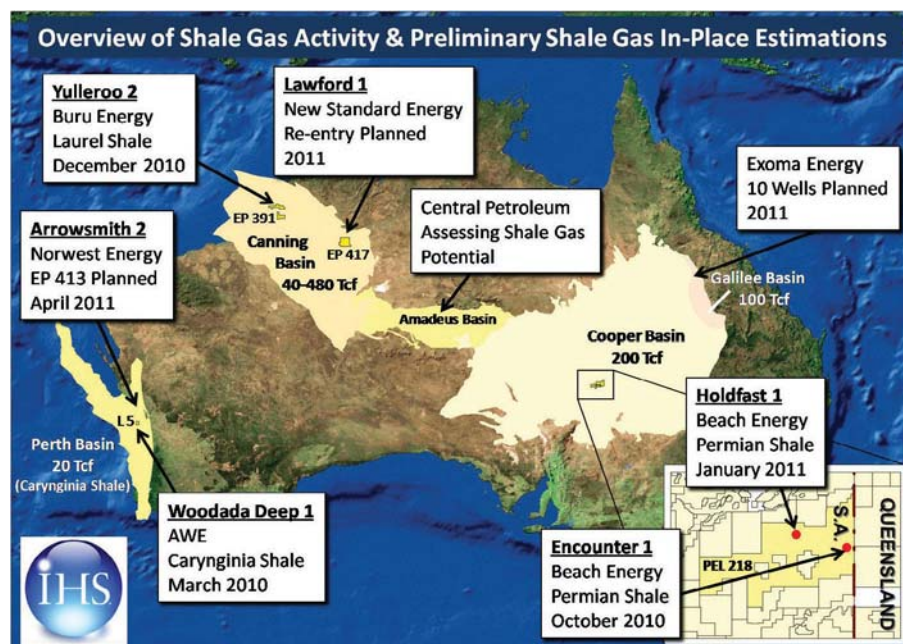 Overview of Shale Gas Activity & Preliminary Shale Gas In-Place Estimations
Yulleroo 2
Buru Energy
Laurel Shale
December 2010
Lawford 1
New Standard Energy
Re-entry Planned
2011
Exoma Energy
10 Wells Planned
2011
Central Petroleum
Assessing Shale Gas
Potential
Arrowsmith 2
Norwest Energy
EP 413 Planned
April 2011
EP 391
Canning
Basin
40-480 Tcf
EP 417
Amadeus Basin
Galilee Basin
100 Tcf
Cooper Basin
200 Tcf
Holdfast 1
Beach Energy
Permian Shale
January 2011
L5
Perth Basin
20 Tcf
(Carynginia Shale)
Woodada Deep 1
AWE
Carynginia Shale
March 2010
Encounter 1
Beach Energy
Permian Shale
October 2010
PEL 218
S.A.
QUEENSLAND
IHS